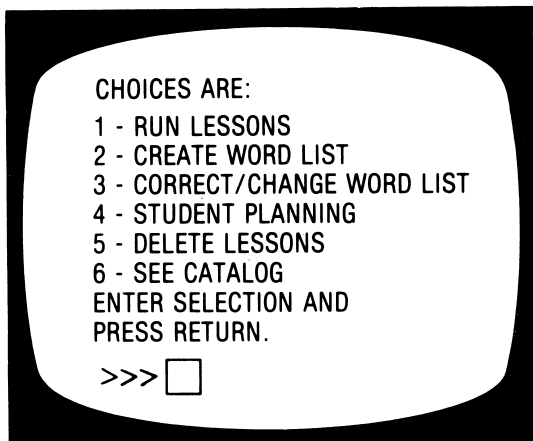 CHOICES ARE:
1 - RUN LESSONS
2 - CREATE WORD LIST
3 - CORRECT/CHANGE WORD LIST
4 - STUDENT PLANNING
5 - DELETE LESSONS
6 - SEE CATALOG
ENTER SELECTION AND
PRESS RETURN.
>>>